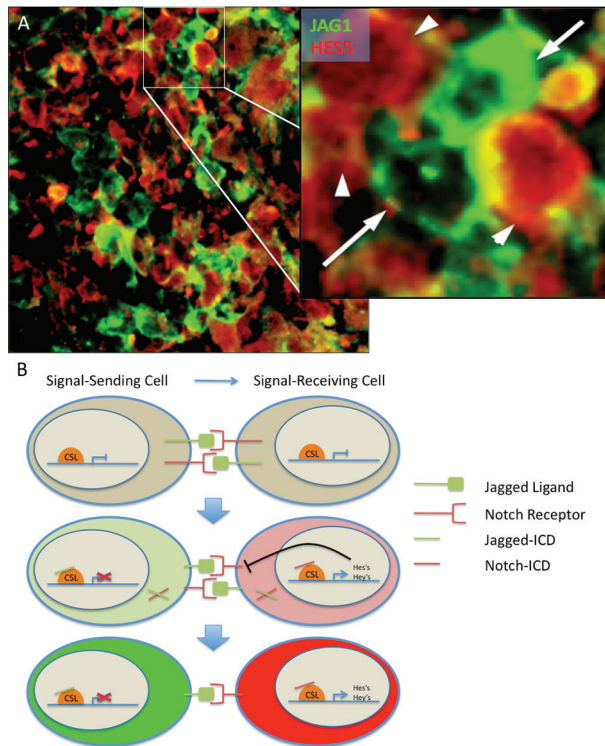 A
JAG1
HES5
B
Signal-Sending Cell
Signal-Receiving Cell
CSL
CSL
CSL
CSL
Hes's
Hey's
CSL
CSL
Hes's
Hey's
Jagged Ligand
Notch Receptor
Jagged-ICD
Notch-ICD